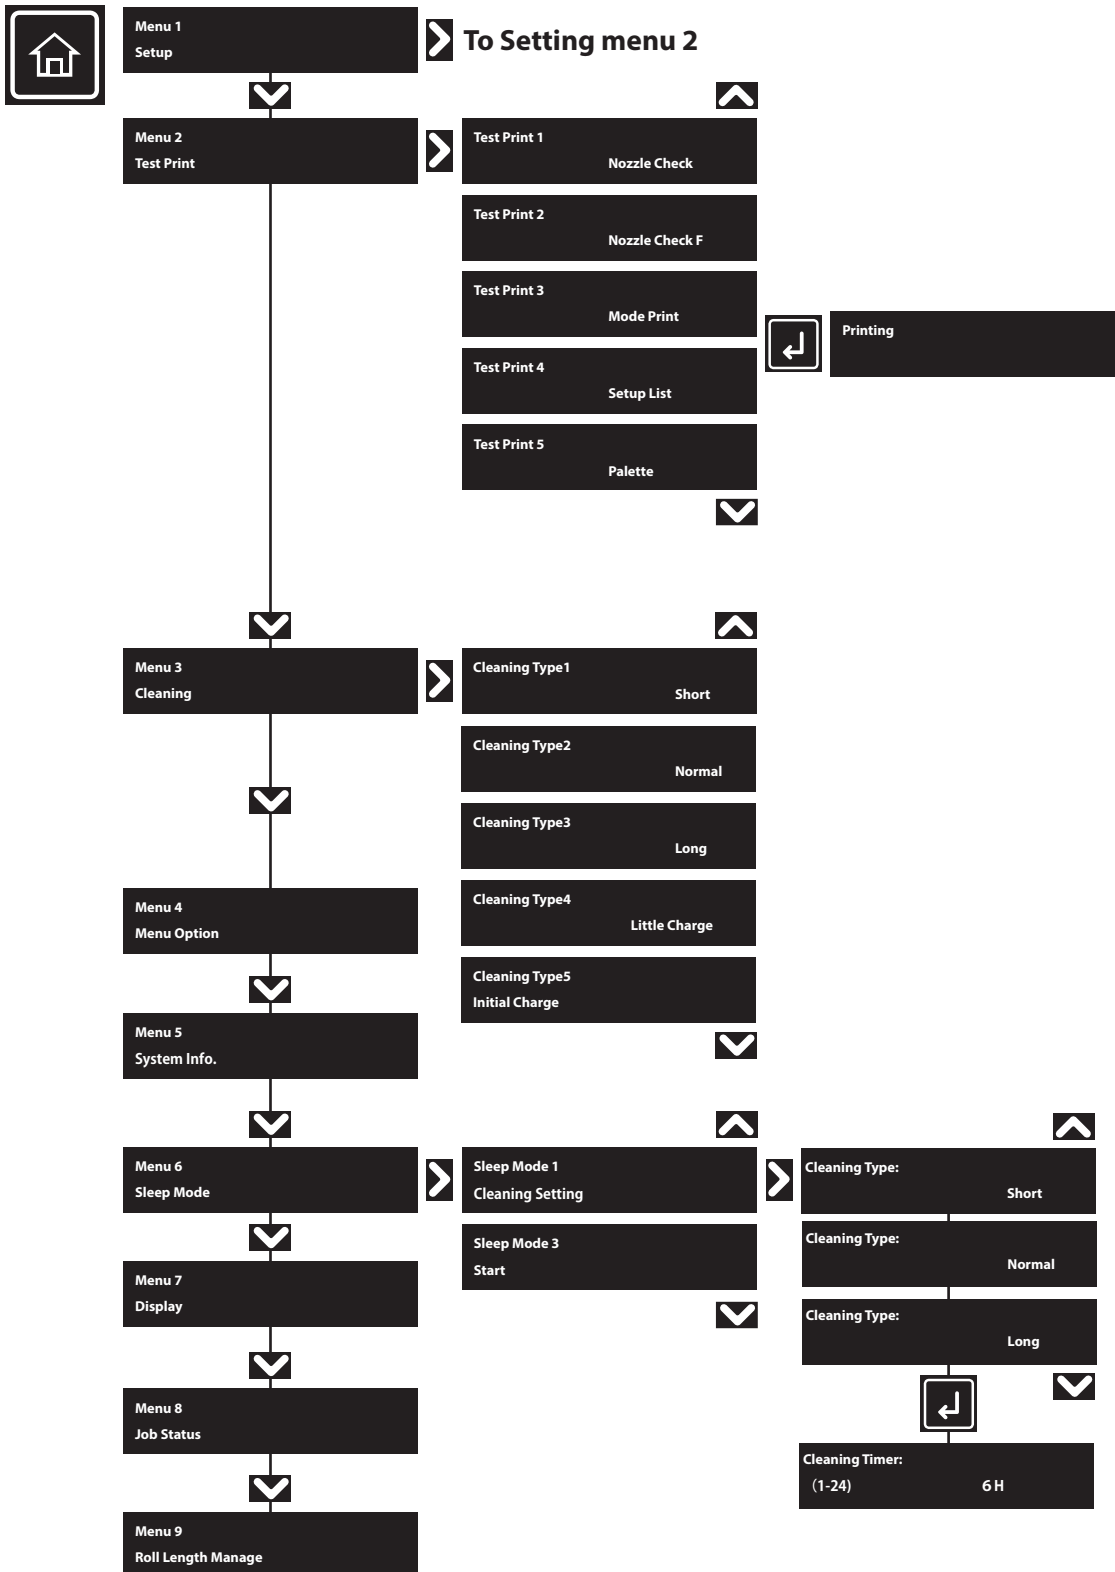 Menu 1
Setup
To Setting menu 2
Menu 2
Test Print
Test Print 1
Nozzle Check
Test Print 2
Nozzle Check F
Test Print 3
Mode Print
Printing
Test Print 4
Setup List
Test Print 5
Palette
Menu 3
Cleaning
Cleaning Type1
Short
Cleaning Type2
Normal
Cleaning Type3
Long
Cleaning Type4
Little Charge
Cleaning Type5
Initial Charge
Menu 4
Menu Option
Menu 5
System Info.
Menu 6
Sleep Mode
Sleep Mode 1
Cleaning Setting
Sleep Mode 3
Start
Cleaning Type:
Short
Cleaning Type:
Normal
Cleaning Type:
Long
Cleaning Timer:
(1-24) 6 H
Menu 7
Display
Menu 8
Job Status
Menu 9
Roll Length Manage